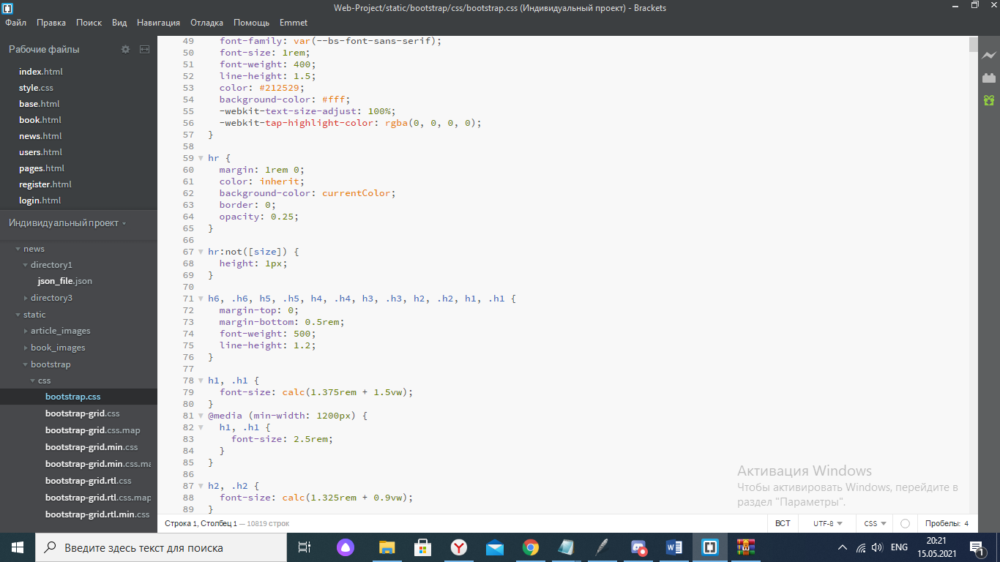 Web-Project/static/bootstrap/css/bootstrap.css (Индивидуальный проект) - Brackets
Файл Правка Поиск Вид Навигация Отладка Помощь Emmet
Рабочие файлы
index.html
style.css
base.html
book.html
news.html
users.html
pages.html
register.html
login.html
Индивидуальный проект
news
directory1
json_file.json
directory3
static
article_images
book_images
bootstrap
css
bootstrap.css
bootstrap-grid.css
bootstrap-grid.css.map
bootstrap-grid.min.css
bootstrap-grid.min.css.ma
bootstrap-grid.rtl.css
bootstrap-grid.rtl.css.map
bootstrap-grid.rtl.min.css
49 font-family: var(--bs-font-sans-serif);
50 font-size: 1rem;
51 font-weight: 400;
52 line-height: 1.5;
53 color: #212529;
54 background-color: #fff;
55 -webkit-text-size-adjust: 100%;
56 -webkit-tap-highlight-color: rgba(0, 0, 0, 0);
57 }
58
59 hr {
60 margin: 1rem 0;
61 color: inherit;
62 background-color: currentColor;
63 border: 0;
64 opacity: 0.25;
65 }
66
67 hr:not([size]) {
68 height: 1px;
69 }
70
71 h6, .h6, h5, .h5, h4, .h4, h3, .h3, h2, .h2, h1, .h1 {
72 margin-top: 0;
73 margin-bottom: 0.5rem;
74 font-weight: 500;
75 line-height: 1.2;
76 }
77
78 h1, .h1 {
79 font-size: calc(1.375rem + 1.5vw);
80 }
81 @media (min-width: 1200px) {
82 h1, .h1 {
83 font-size: 2.5rem;
84 }
85 }
86
87 h2, .h2 {
88 font-size: calc(1.325rem + 0.9vw);
89 }
Активация Windows
Чтобы активировать Windows, перейдите в
раздел "Параметры".
Строка 1, Столбец 1 — 10819 строк ВСТ UTF-8 CSS Пробелы: 4
Введите здесь текст для поиска
ENG
20:21
15.05.2021
1